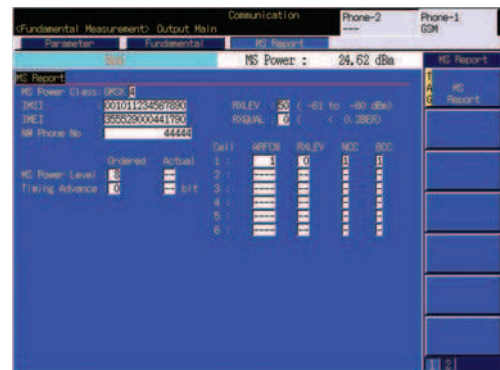 Communication
Phone-2
Phone-1
<Fundamental Measurement> Output Main
----
GSM
Parameter Fundamental MS Report
MS Power : 24.62 dBm
MS Report
MS Report
MS Power Class GMSK 4
IMSI 001011234567890 RXLEV : 50 ( -61 to -60 dBm)
IMEI 355529000441790 RXQUAL : 0 ( < 0.2BER)
NW Phone No 44444
Cell ARFCN RXLEV NCC BCC
Ordered Actual
1 : 1 0 1 1
MS Power Level 8 -- 2 : ---- -- - -
Timing Advance 0 -- bit 3 : ---- -- - -
4 : ---- -- - -
5 : ---- -- - -
6 : ---- -- - -
MS
Report
1 2